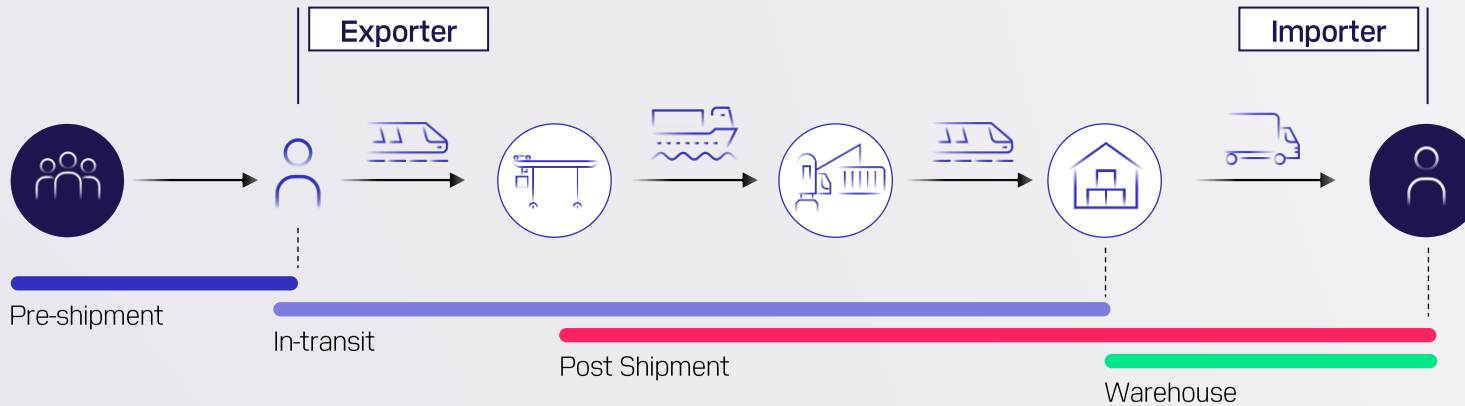 Exporter
Importer
Pre-shipment
In-transit
Post Shipment
Warehouse